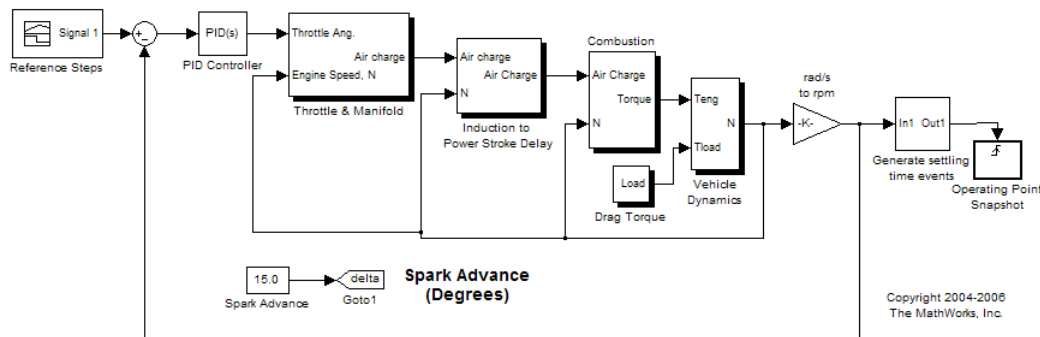 Signal 1
Reference Steps
PID(s)
PID Controller
Throttle Ang.
Air charge
Engine Speed, N
Throttle & Manifold
Air charge
Air Charge
N
Induction to
Power Stroke Delay
Combustion
Air Charge
Torque
N
Load
Drag Torque
Teng
N
Tload
Vehicle
Dynamics
rad/s
to rpm
-K-
In1 Out1
Generate settling
time events
Operating Point
Snapshot
15.0
Spark Advance
delta
Goto1
Spark Advance
(Degrees)
Copyright 2004-2006
The MathWorks, Inc.